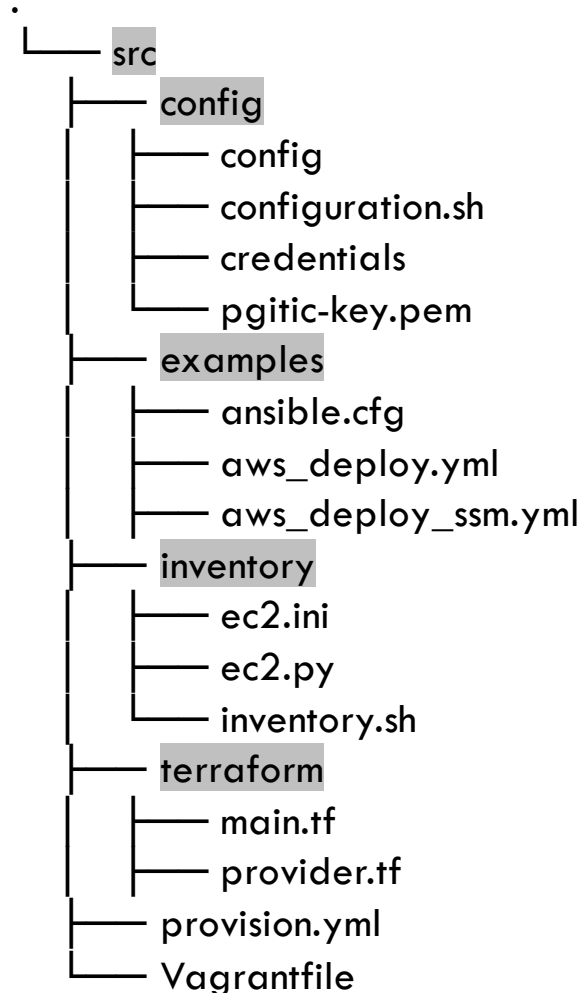 .
└── src
├── config
│ ├── config
│ ├── configuration.sh
│ ├── credentials
│ └── pgitic-key.pem
├── examples
│ ├── ansible.cfg
│ ├── aws_deploy.yml
│ ├── aws_deploy_ssm.yml
├── inventory
│ ├── ec2.ini
│ ├── ec2.py
│ └── inventory.sh
├── terraform
│ ├── main.tf
│ ├── provider.tf
├── provision.yml
└── Vagrantfile